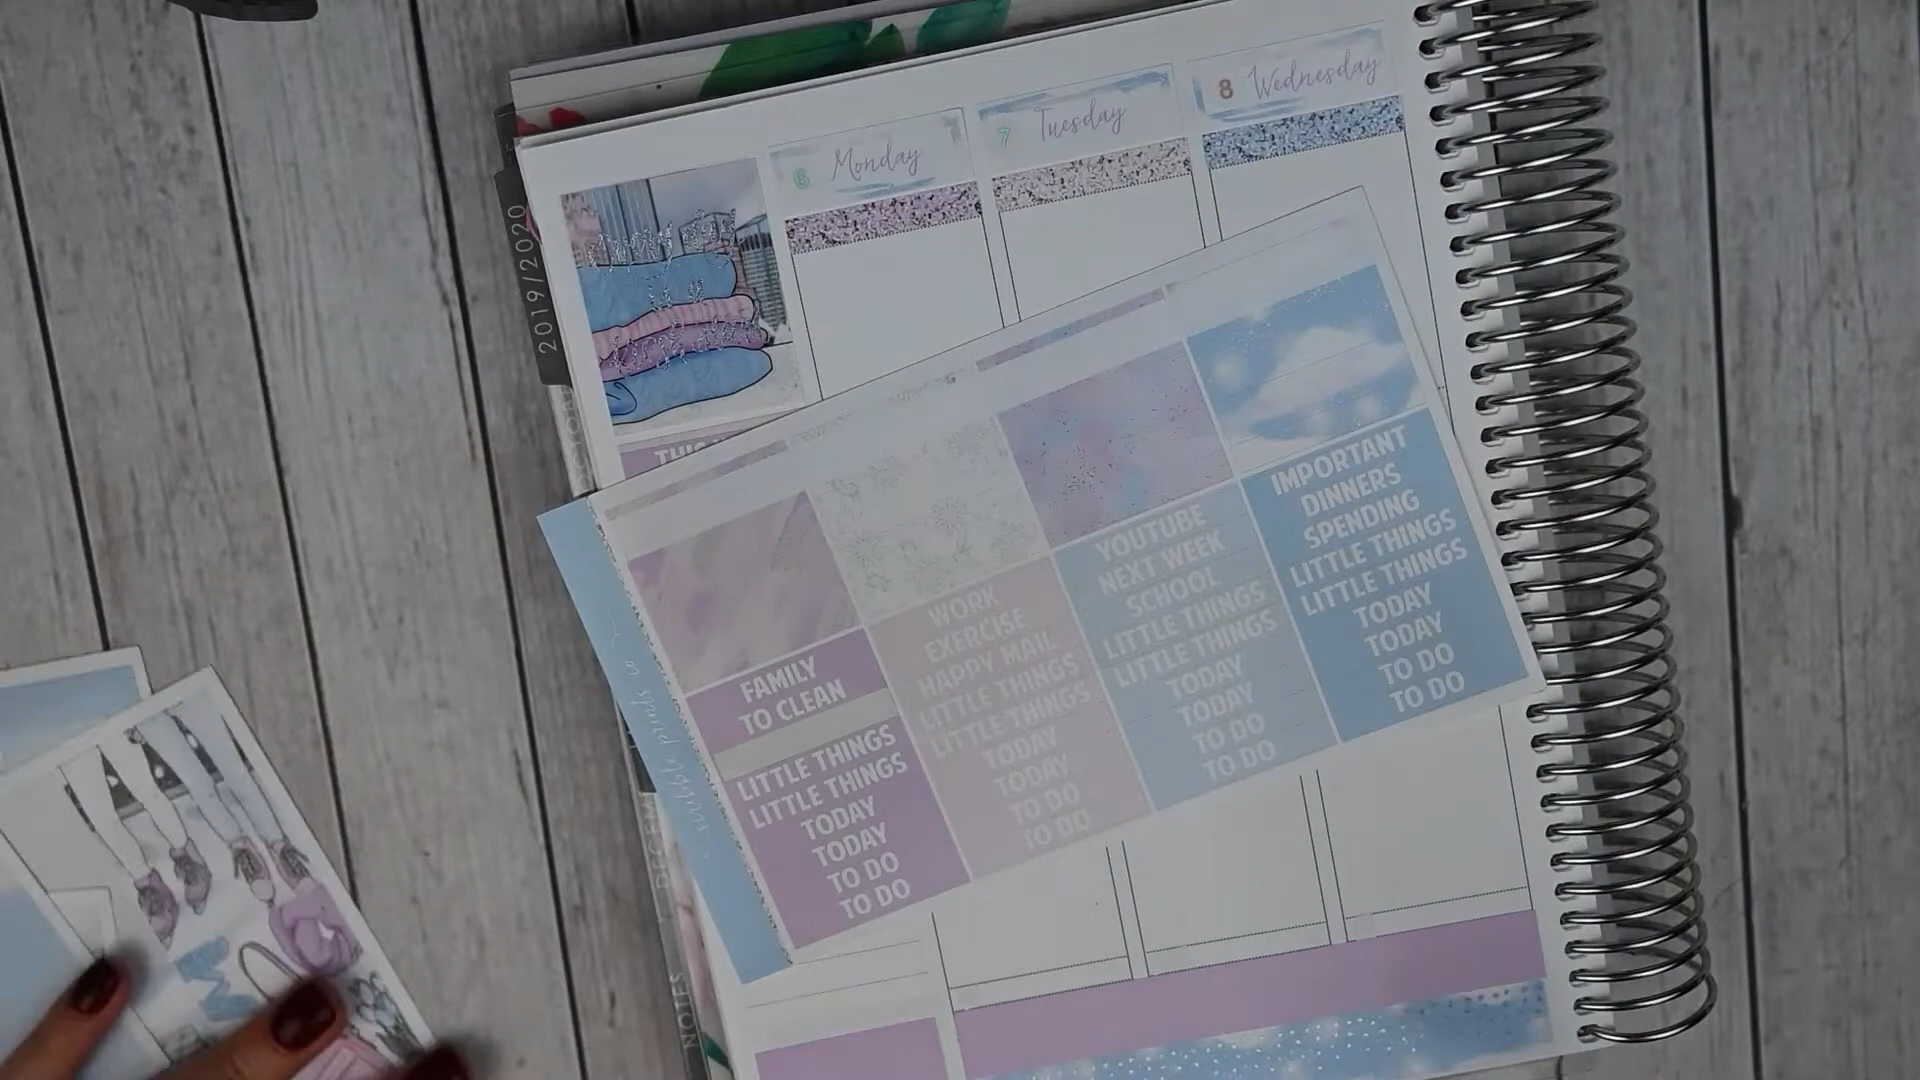 8 Wednesday
7 Tuesday
6 Monday
2019/2020
FAMILY
TO CLEAN
LITTLE THINGS
LITTLE THINGS
TODAY
TODAY
TO DO
TO DO
WORK
EXERCISE
HAPPY MAIL
LITTLE THINGS
LITTLE THINGS
TODAY
TODAY
TO DO
TO DO
YOUTUBE
NEXT WEEK
SCHOOL
LITTLE THINGS
LITTLE THINGS
TODAY
TODAY
TO DO
TO DO
IMPORTANT
DINNERS
SPENDING
LITTLE THINGS
LITTLE THINGS
TODAY
TODAY
TO DO
TO DO
scribble prints co
NOTES